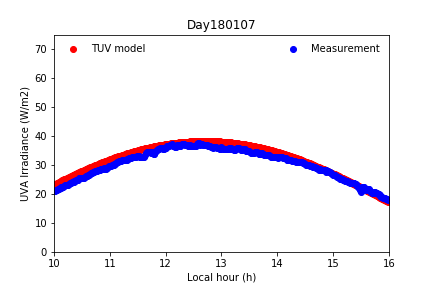 Day180107
TUV model
Measurement
UVA Irradiance (W/m2)
70
60
50
40
30
20
10
0
10 11 12 13 14 15 16
Local hour (h)